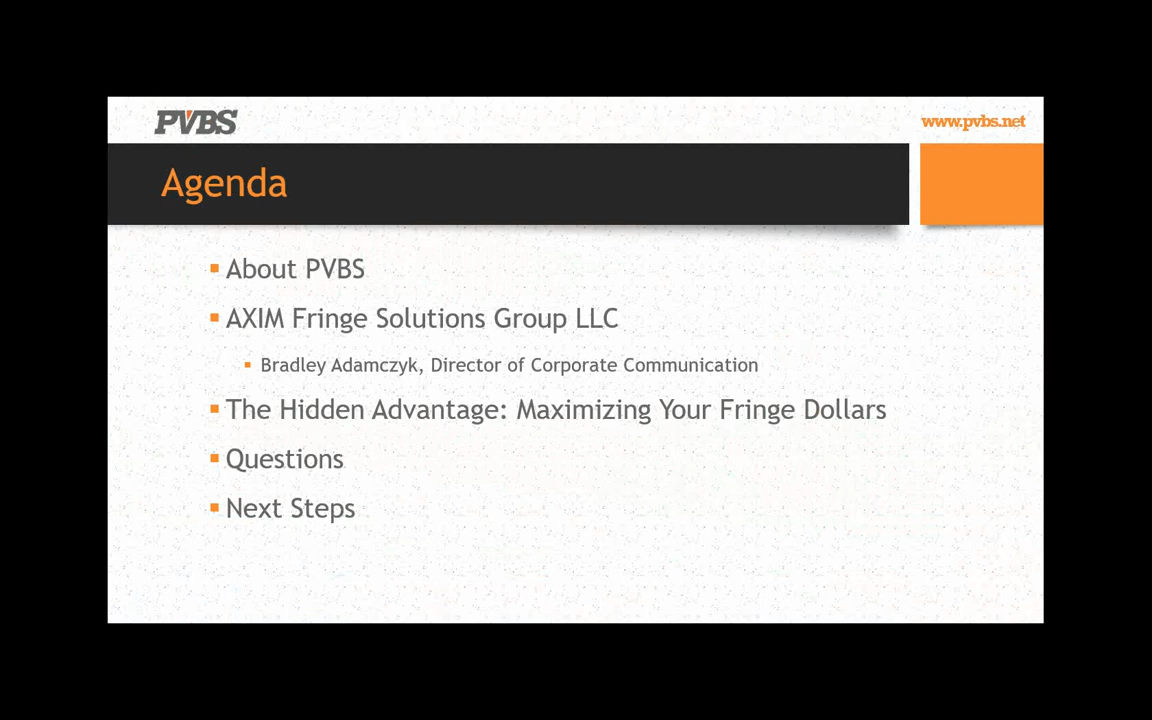 PVBS
www.pvbs.net
Agenda
About PVBS
AXIM Fringe Solutions Group LLC
Bradley Adamczyk, Director of Corporate Communication
The Hidden Advantage: Maximizing Your Fringe Dollars
Questions
Next Steps